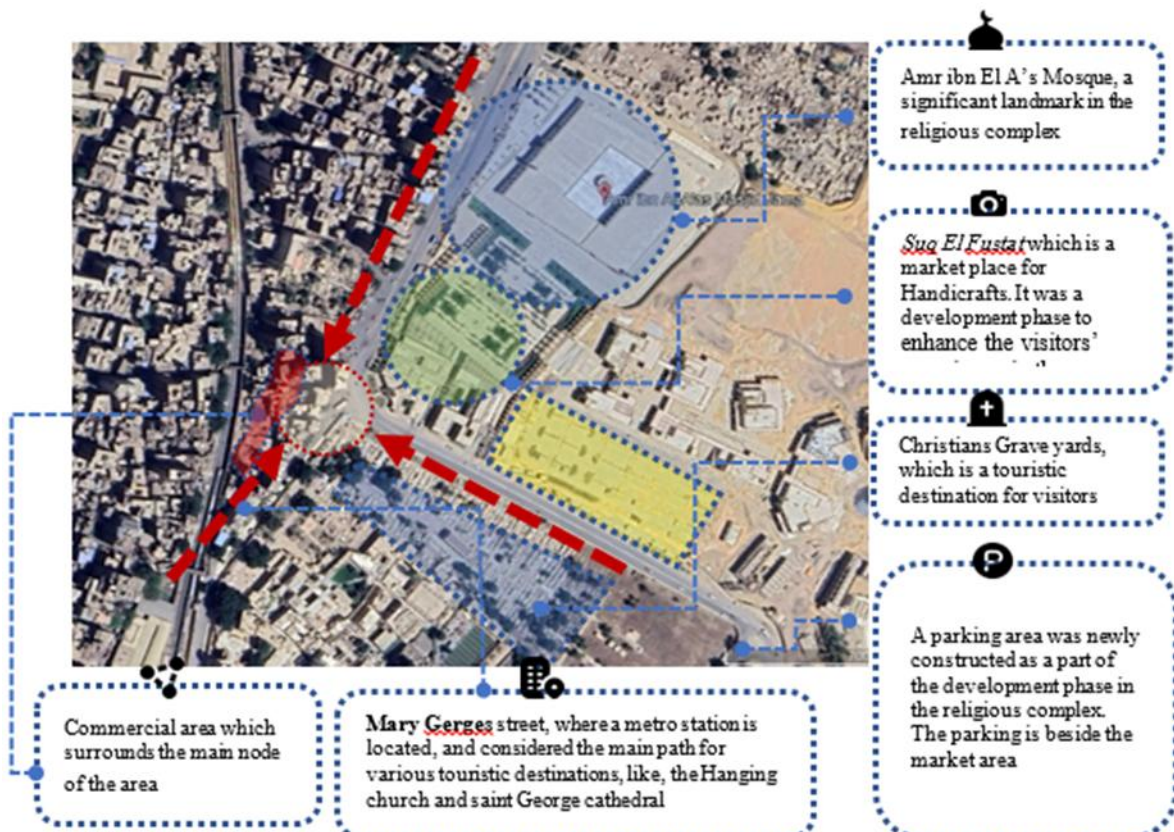 Amr ibn El A's Mosque, a
significant landmark in the
religious complex
Suq El Fustat which is a
market place for
Handicrafts. It was a
development phase to
enhance the visitors'
Christians Grave yards,
which is a touristic
destination for visitors
P
A parking area was newly
constructed as a part of
the development phase in
the religious complex.
The parking is beside the
market area
Commercial area which
surrounds the main node
of the area
Mary Gerges street, where a metro station is
located, and considered the main path for
various touristic destinations, like, the Hanging
church and saint George cathedral